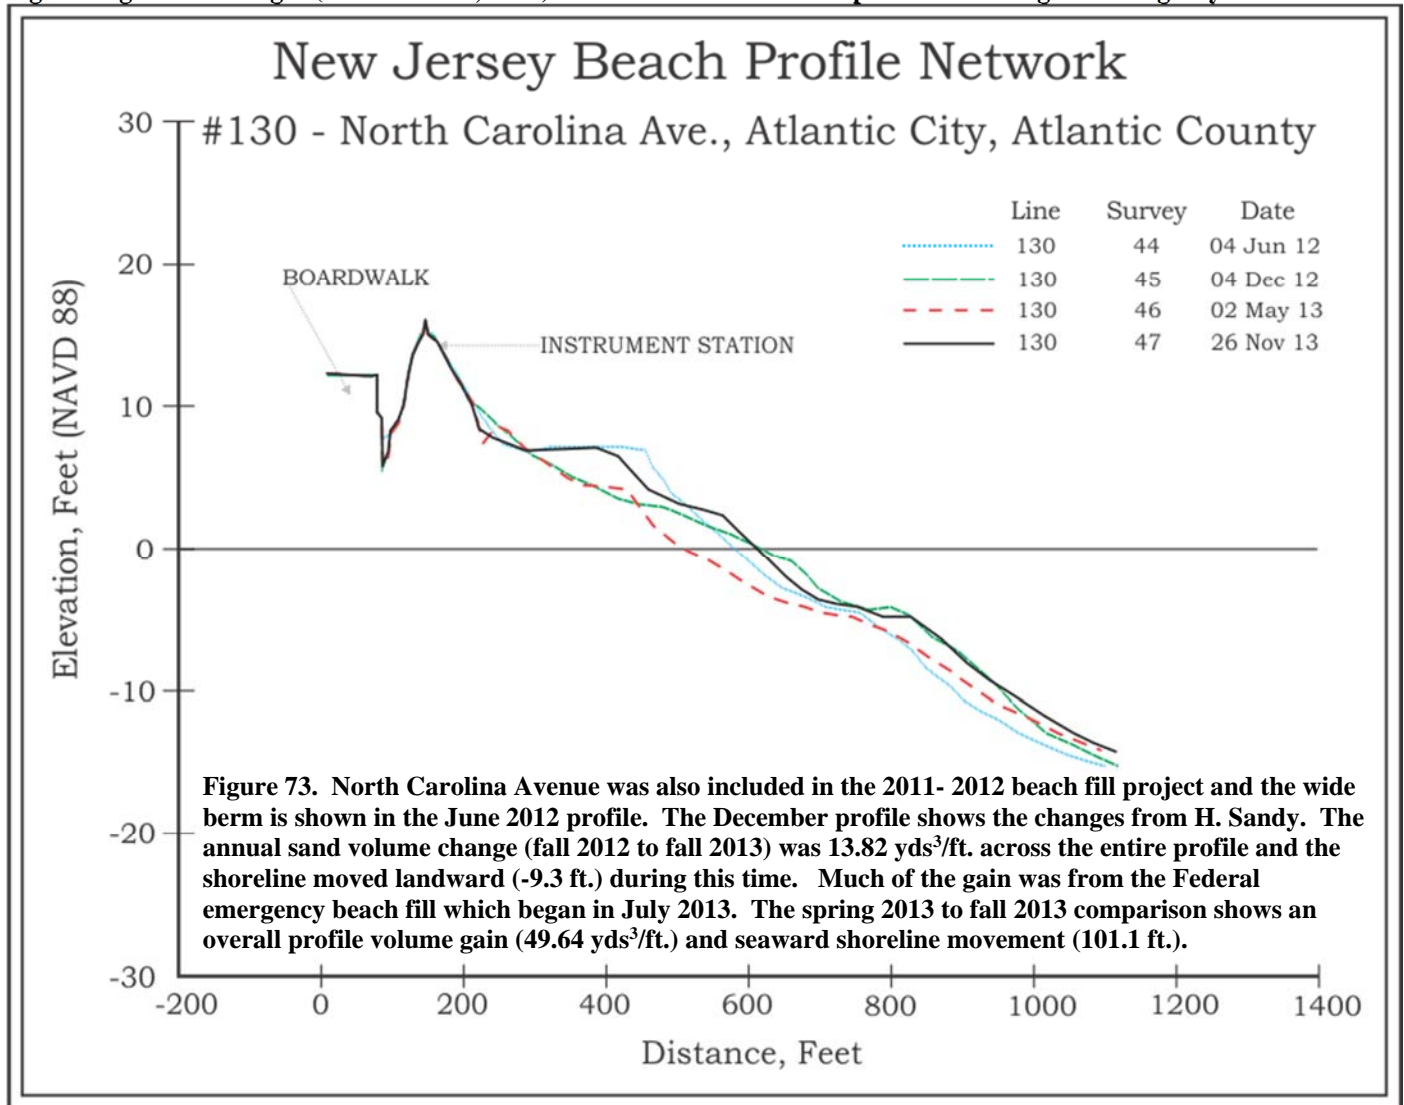 New Jersey Beach Profile Network
#130 - North Carolina Ave., Atlantic City, Atlantic County
Line Survey Date
130 44 04 Jun 12
130 45 04 Dec 12
130 46 02 May 13
130 47 26 Nov 13
BOARDWALK
INSTRUMENT STATION
Elevation, Feet (NAVD 88)
30
20
10
0
-10
-20
-30
Figure 73. North Carolina Avenue was also included in the 2011- 2012 beach fill project and the wide
berm is shown in the June 2012 profile. The December profile shows the changes from H. Sandy. The
annual sand volume change (fall 2012 to fall 2013) was 13.82 yds³/ft. across the entire profile and the
shoreline moved landward (-9.3 ft.) during this time. Much of the gain was from the Federal
emergency beach fill which began in July 2013. The spring 2013 to fall 2013 comparison shows an
overall profile volume gain (49.64 yds³/ft.) and seaward shoreline movement (101.1 ft.).
-200 0 200 400 600 800 1000 1200 1400
Distance, Feet